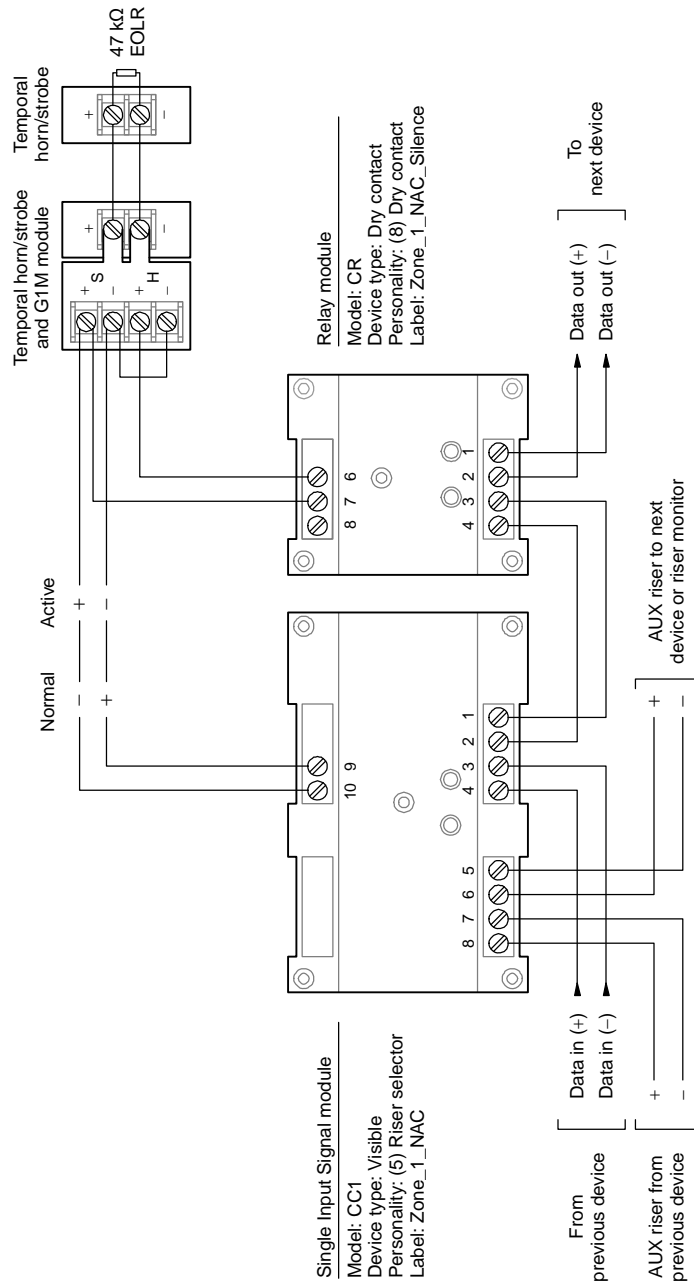 Temporal horn/strobe
and G1M module
Temporal
horn/strobe
47 kΩ
EOLR
+
−
+
−
S
H
+
−
+
−
Normal
Active
−
+
+
−
Single Input Signal module
Model: CC1
Device type: Visible
Personality: (5) Riser selector
Label: Zone_1_NAC
10
9
8
7
6
5
4
3
2
1
Relay module
Model: CR
Device type: Dry contact
Personality: (8) Dry contact
Label: Zone_1_NAC_Silence
8
7
6
4
3
2
1
From
previous device
Data in (+)
Data in (−)
To
next device
Data out (+)
Data out (−)
AUX riser from
previous device
+
−
AUX riser to next
device or riser monitor
+
−